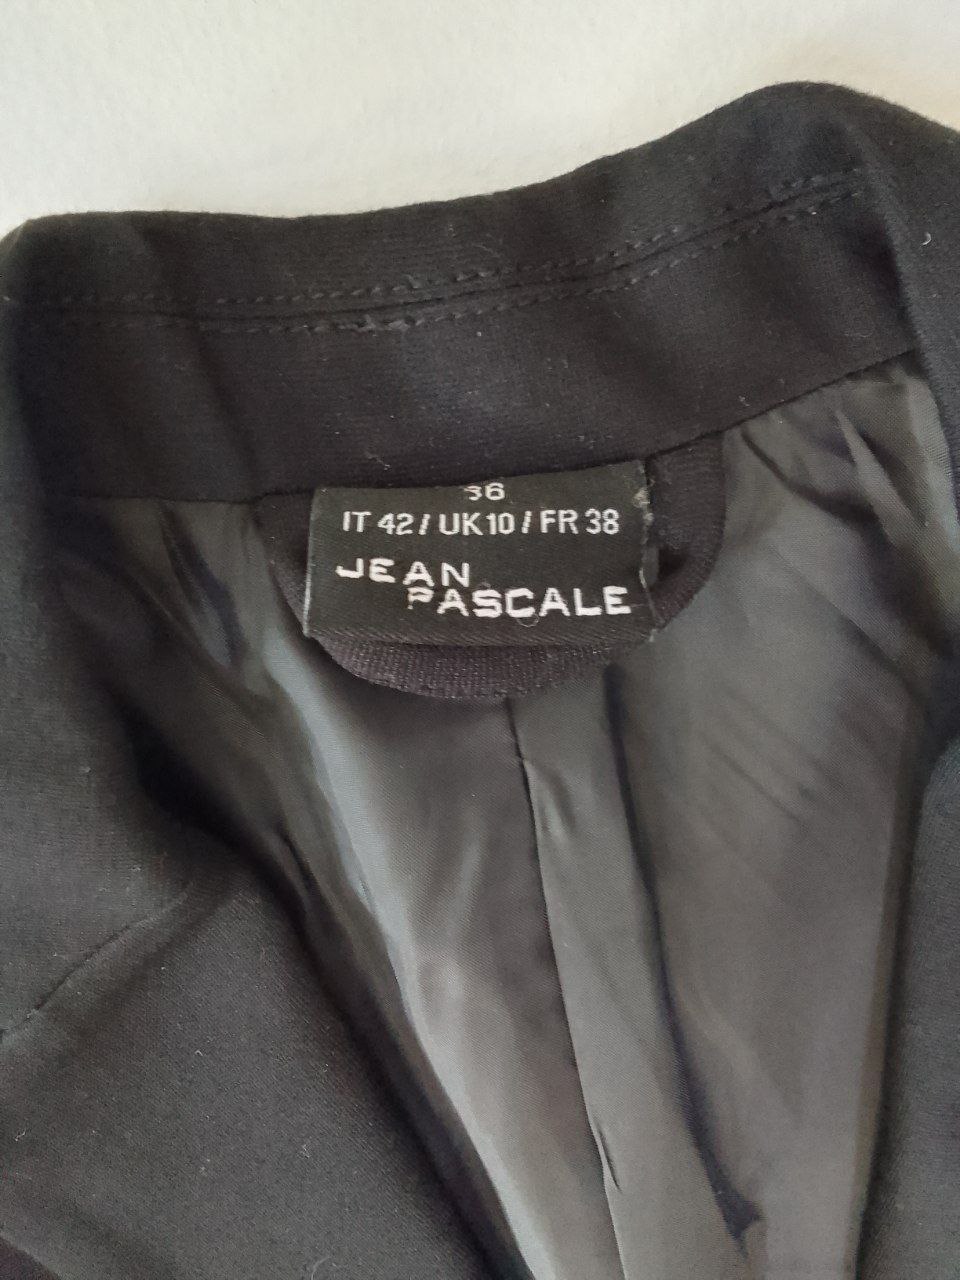 36
IT 42 / UK 10 / FR 38
JEAN
PASCALE